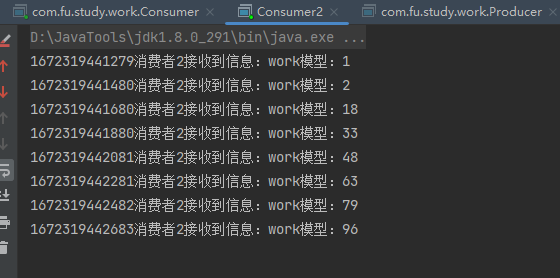 com.fu.study.work.Consumer Consumer2 com.fu.study.work.Producer
D:\JavaTools\jdk1.8.0_291\bin\java.exe ...
1672319441279消费者2接收到信息：work模型：1
1672319441480消费者2接收到信息：work模型：2
1672319441680消费者2接收到信息：work模型：18
1672319441880消费者2接收到信息：work模型：33
1672319442081消费者2接收到信息：work模型：48
1672319442281消费者2接收到信息：work模型：63
1672319442482消费者2接收到信息：work模型：79
1672319442683消费者2接收到信息：work模型：96